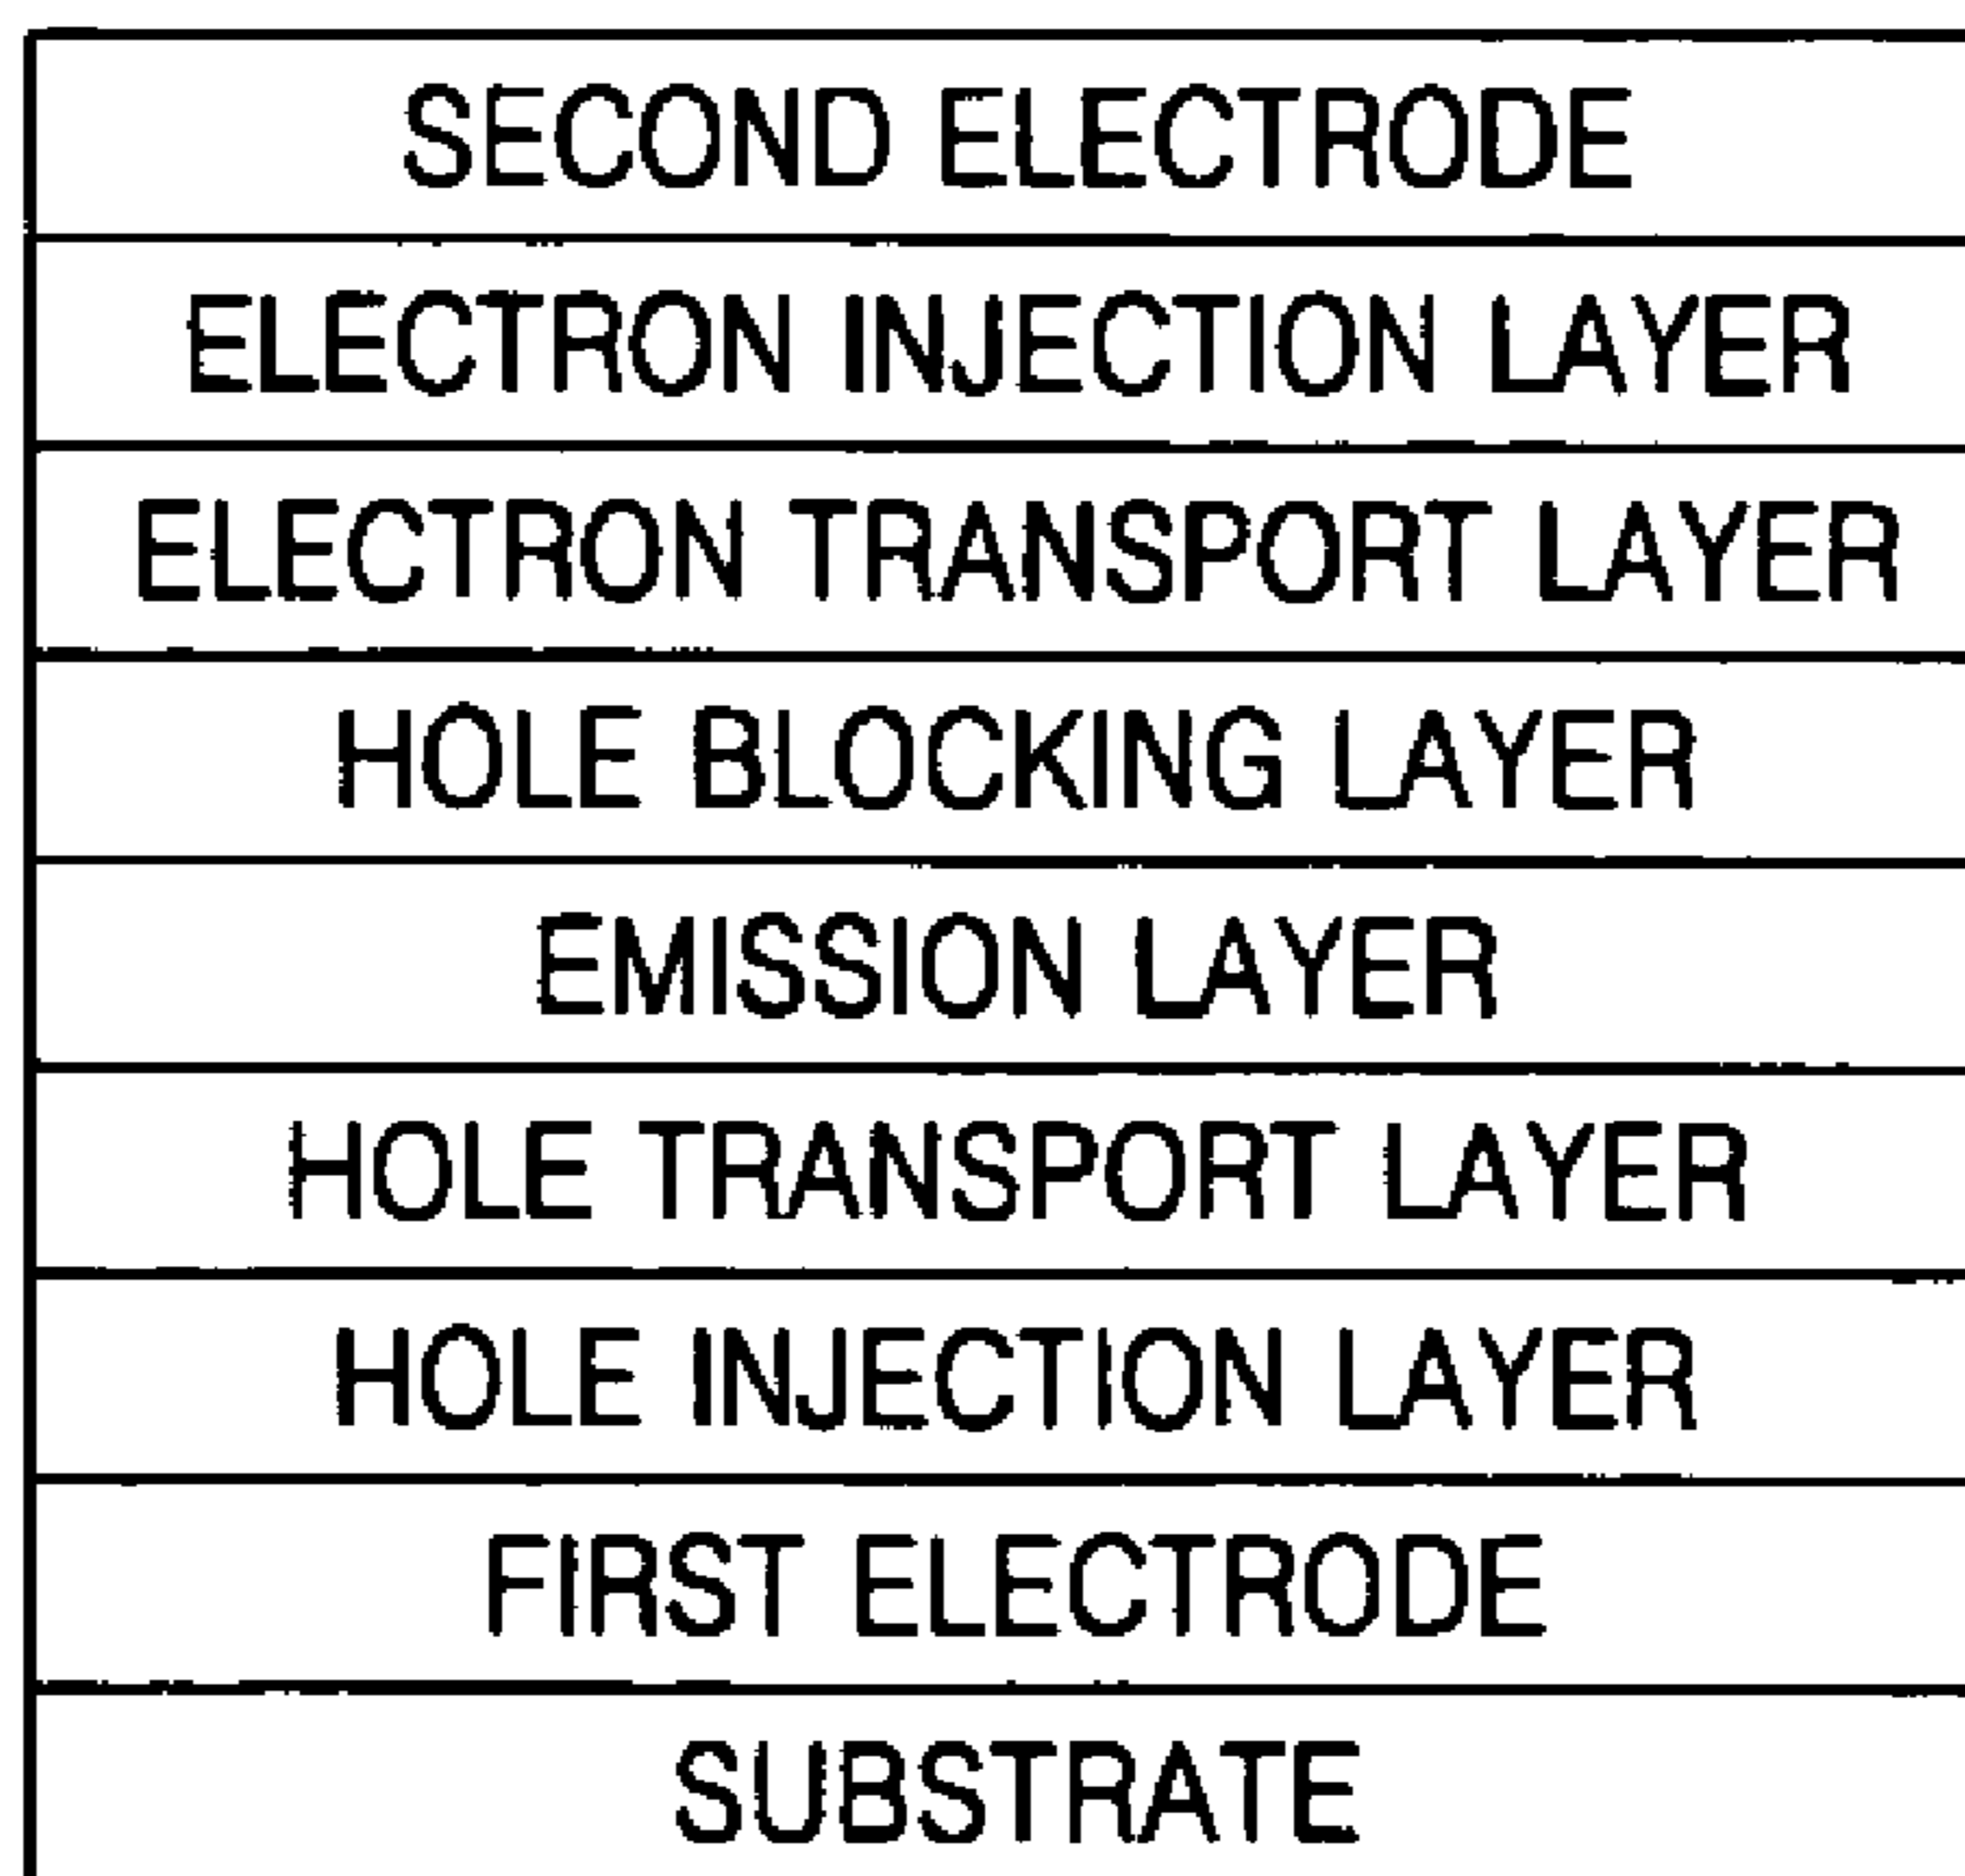 SECOND ELECTRODE
ELECTRON INJECTION LAYER
ELECTRON TRANSPORT LAYER
HOLE BLOCKING LAYER
EMISSION LAYER
HOLE TRANSPORT LAYER
HOLE INJECTION LAYER
FIRST ELECTRODE
SUBSTRATE